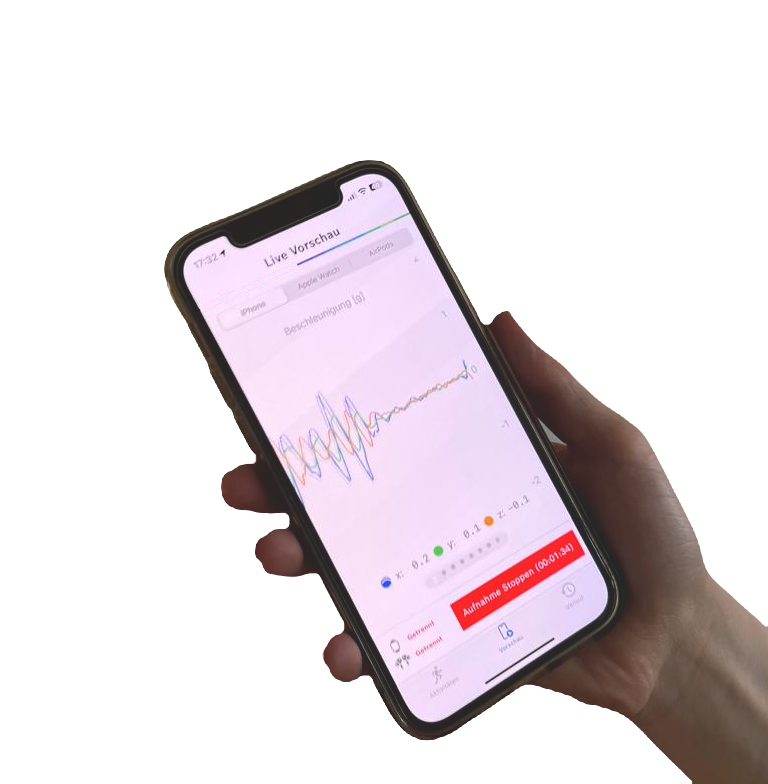 17:32
Live Vorschau
iPhone
Apple Watch
AirPods
Beschleunigung [g]
1
0
-1
-2
x: 0.2 y: 0.1 z: -0.1
Aufnahme Stoppen (00:01:34)
Getrennt
Getrennt
Aktivitäten
Vorschau
Verlauf